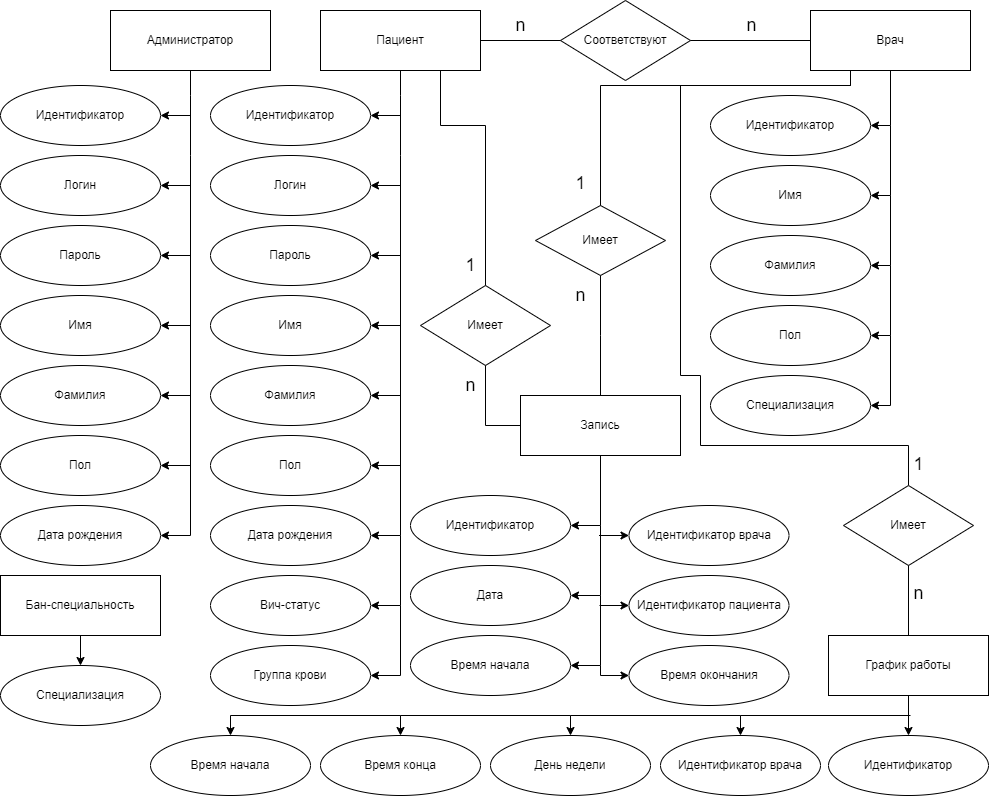 Администратор
Пациент
n
Соответствуют
n
Врач
Идентификатор
Логин
Пароль
Имя
Фамилия
Пол
Дата рождения
Бан-специальность
Специализация
Идентификатор
Логин
Пароль
Имя
Фамилия
Пол
Дата рождения
Вич-статус
Группа крови
1
Имеет
n
1
Имеет
n
Запись
Идентификатор
Дата
Время начала
Идентификатор врача
Идентификатор пациента
Время окончания
Идентификатор
Имя
Фамилия
Пол
Специализация
1
Имеет
n
График работы
Время начала
Время конца
День недели
Идентификатор врача
Идентификатор